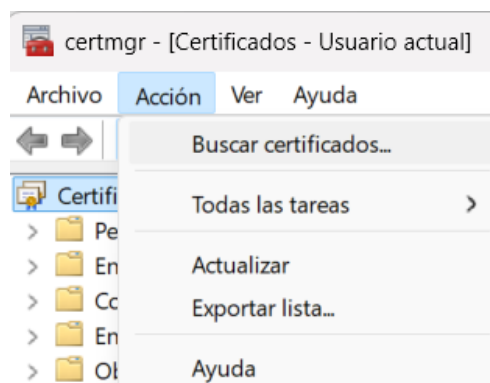 certmgr - [Certificados - Usuario actual]
Archivo Acción Ver Ayuda
Buscar certificados...
Certifi
Todas las tareas
Pe
En
Actualizar
Co
Exportar lista...
En
Ayuda